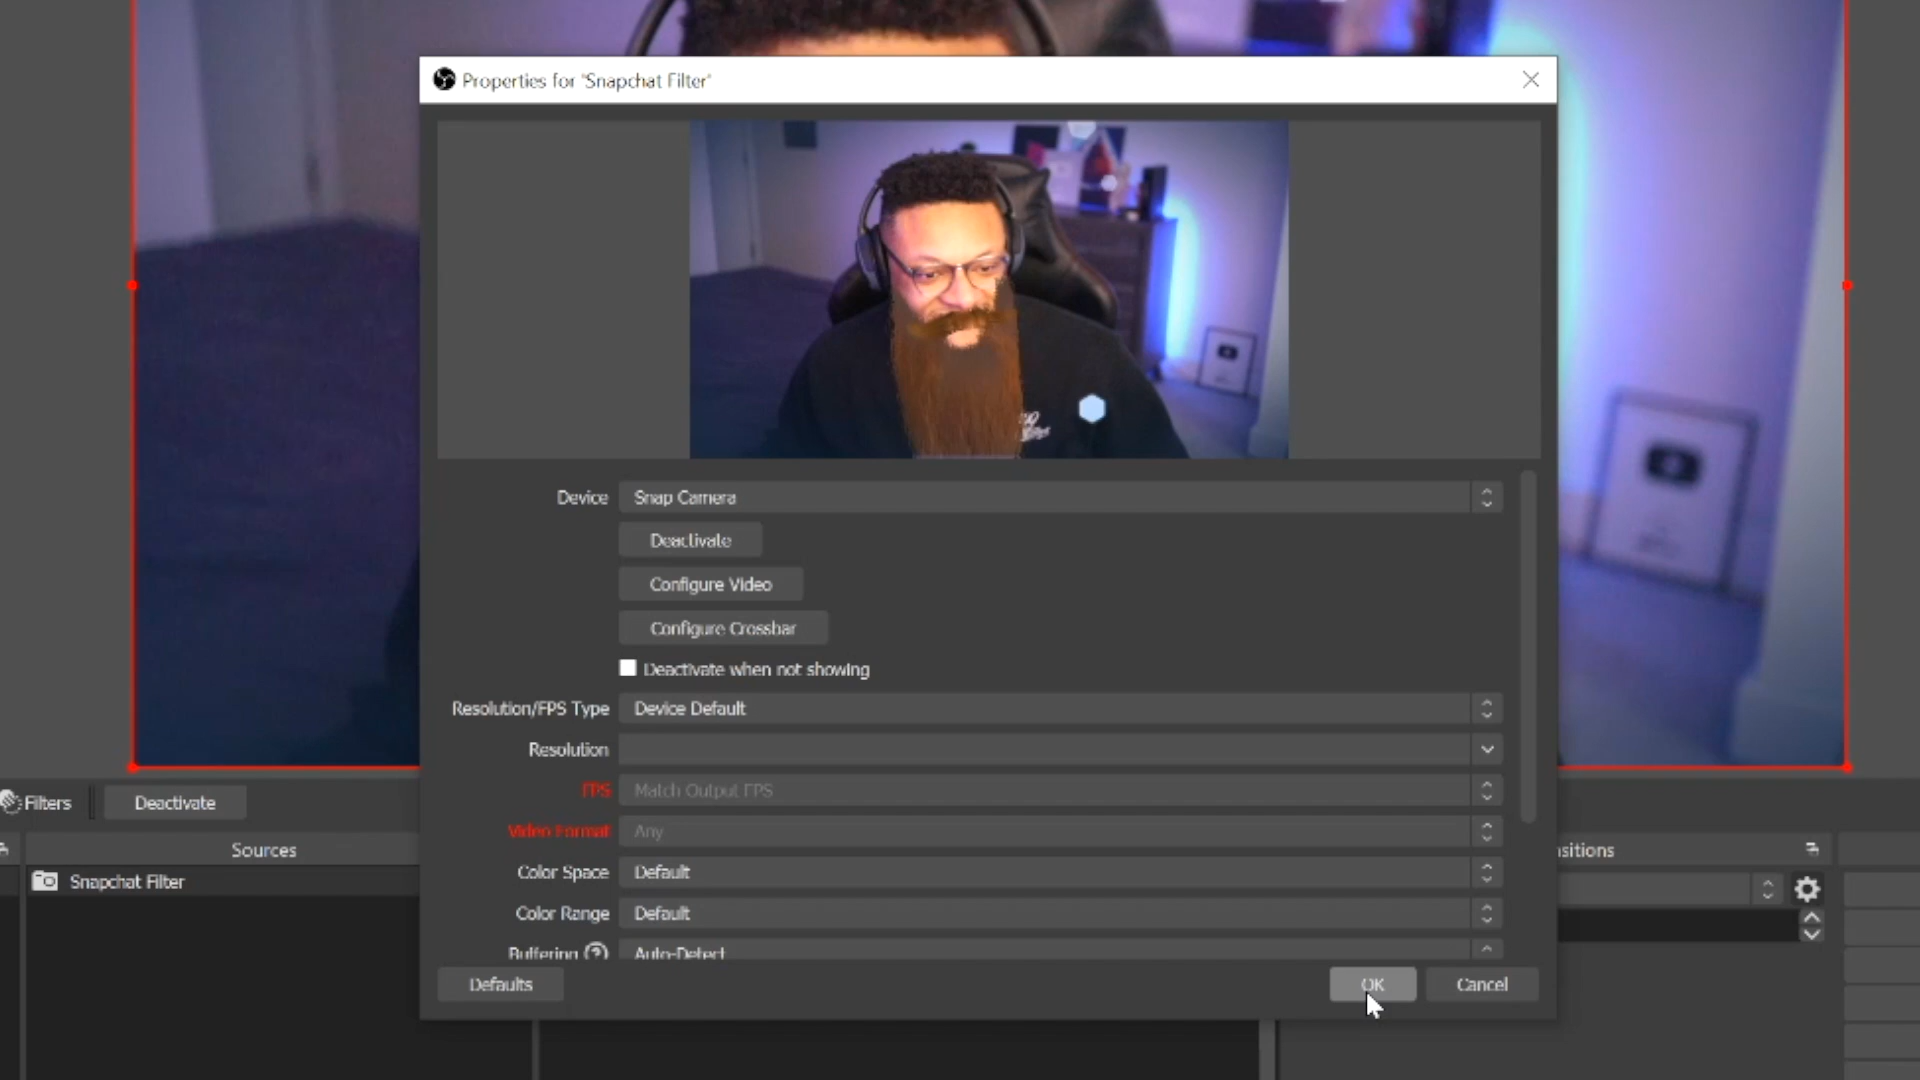 Properties for 'Snapchat Filter'
Device Snap Camera
Deactivate
Configure Video
Configure Crossbar
Deactivate when not showing
Resolution/FPS Type Device Default
Resolution
FPS Match Output FPS
Video Format Any
Color Space Default
Color Range Default
Buffering Auto-Detect
Defaults OK Cancel
Filters Deactivate
Sources
Snapchat Filter
sitions